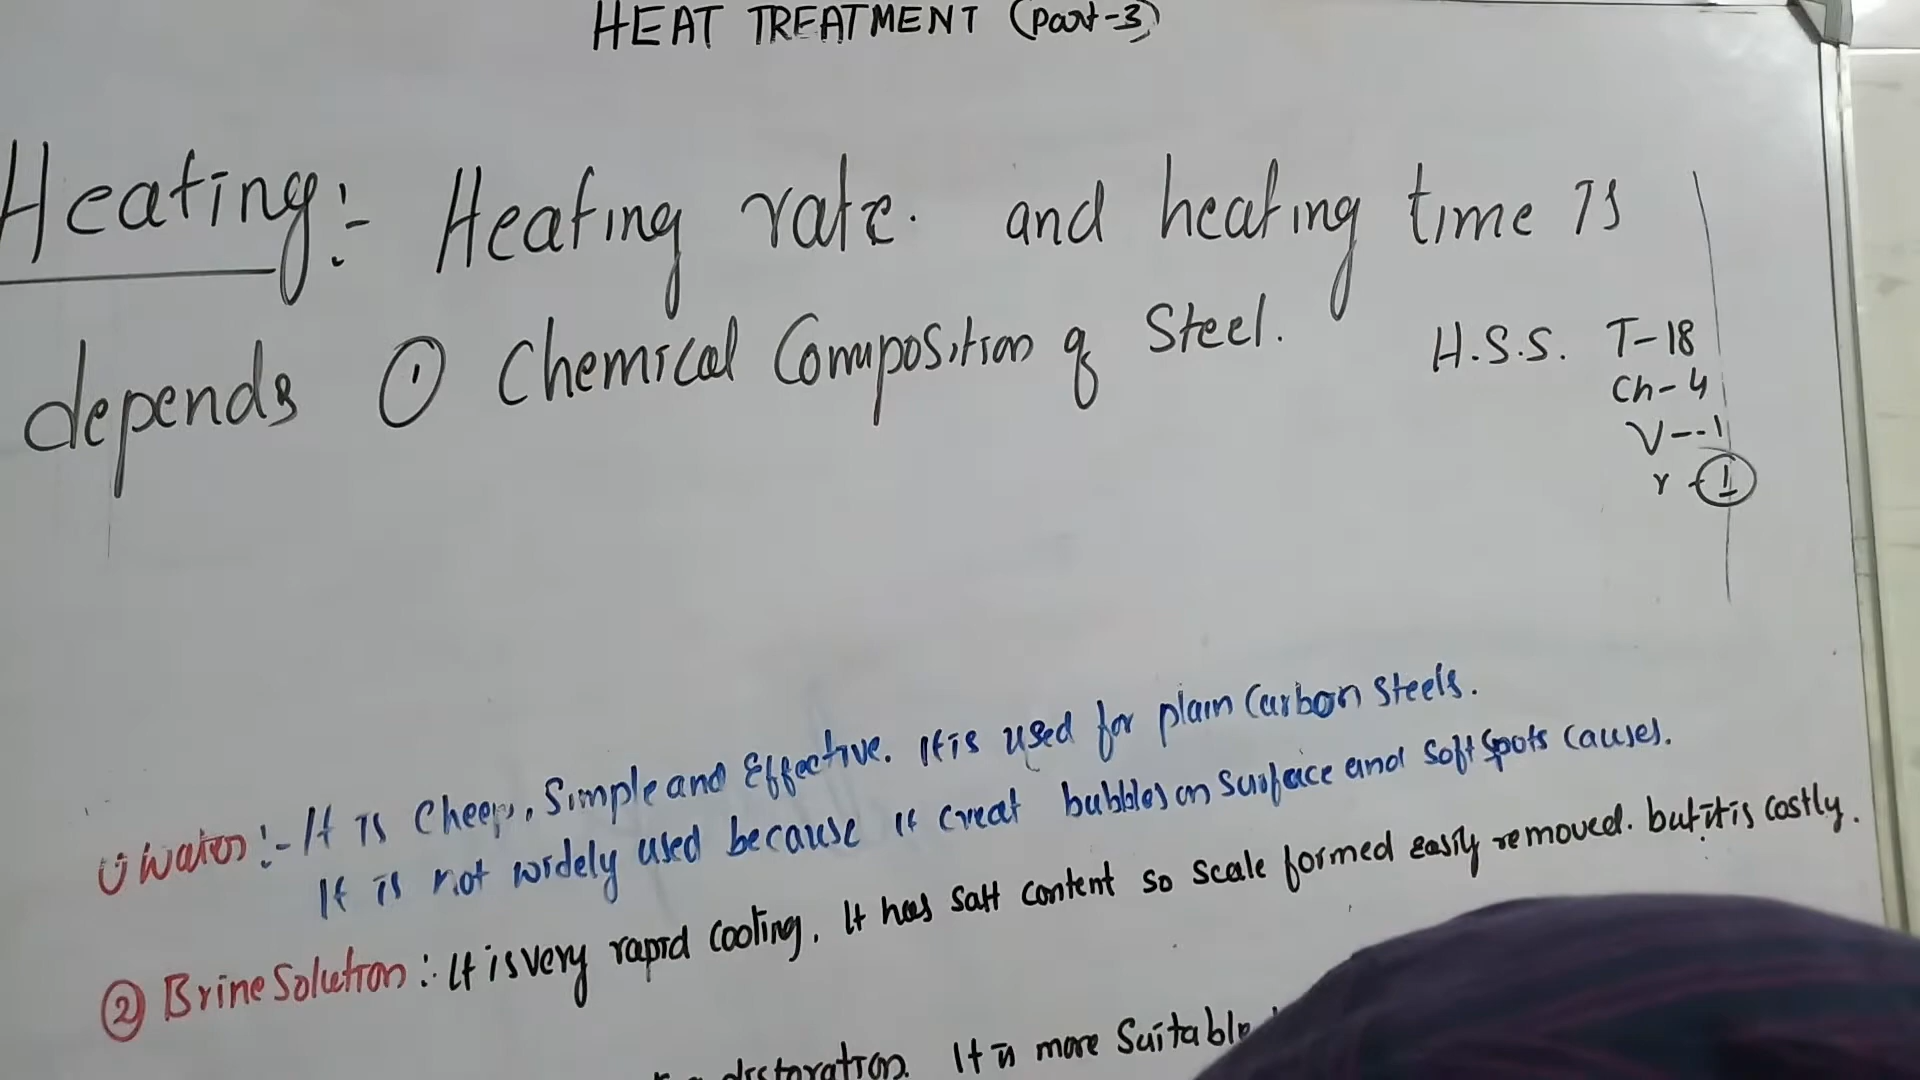 HEAT TREATMENT (Part-3)
Heating:- Heating rate. and heating time is
depends ① Chemical Composition of Steel.
H.S.S. T-18
Ch-4
V--1
r - ①
① Water:- It is Cheep, Simple and Effective. It is used for plain Carbon Steels.
It is not widely used because it creat bubbles on Surface and Soft Spots Causes.
② Brine Solution :- It is very rapid Cooling. It has Salt Content so Scale formed easily removed. but it is Costly.
distoration. It is more Suitable